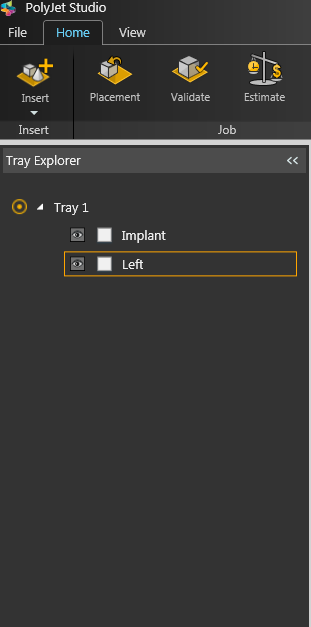 PolyJet Studio
File Home View
Insert Placement Validate Estimate
Insert Job
Tray Explorer <<
Tray 1
Implant
Left